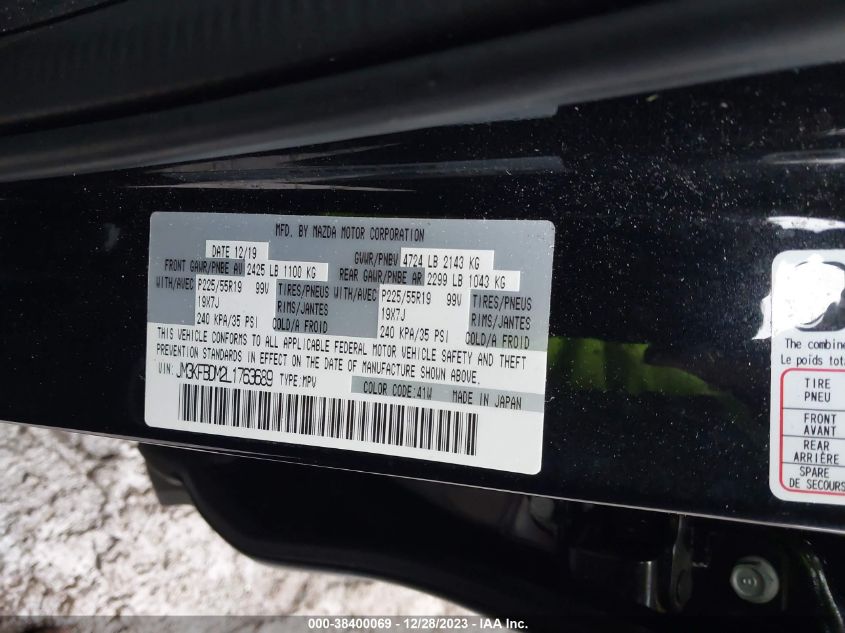 MFD. BY MAZDA MOTOR CORPORATION
DATE 12/19 GVWR/PNBV 4724 LB 2143 KG
FRONT GAWR/PNBE AV 2425 LB 1100 KG REAR GAWR/PNBE AR 2299 LB 1043 KG
WITH/AVEC P225/55R19 99V TIRES/PNEUS WITH/AVEC P225/55R19 99V TIRES/PNEUS
19X7J RIMS/JANTES 19X7J RIMS/JANTES
240 KPA/35 PSI COLD/A FROID 240 KPA/35 PSI COLD/A FROID
THIS VEHICLE CONFORMS TO ALL APPLICABLE FEDERAL MOTOR VEHICLE SAFETY AND THEFT
PREVENTION STANDARDS IN EFFECT ON THE DATE OF MANUFACTURE SHOWN ABOVE.
VIN: JM3KFBDM2L1763689 TYPE:MPV
COLOR CODE:41W MADE IN JAPAN
The combine
Le poids tota
TIRE
PNEU
FRONT
AVANT
REAR
ARRIÈRE
SPARE
DE SECOURS
000-38400069 - 12/28/2023 - IAA Inc.